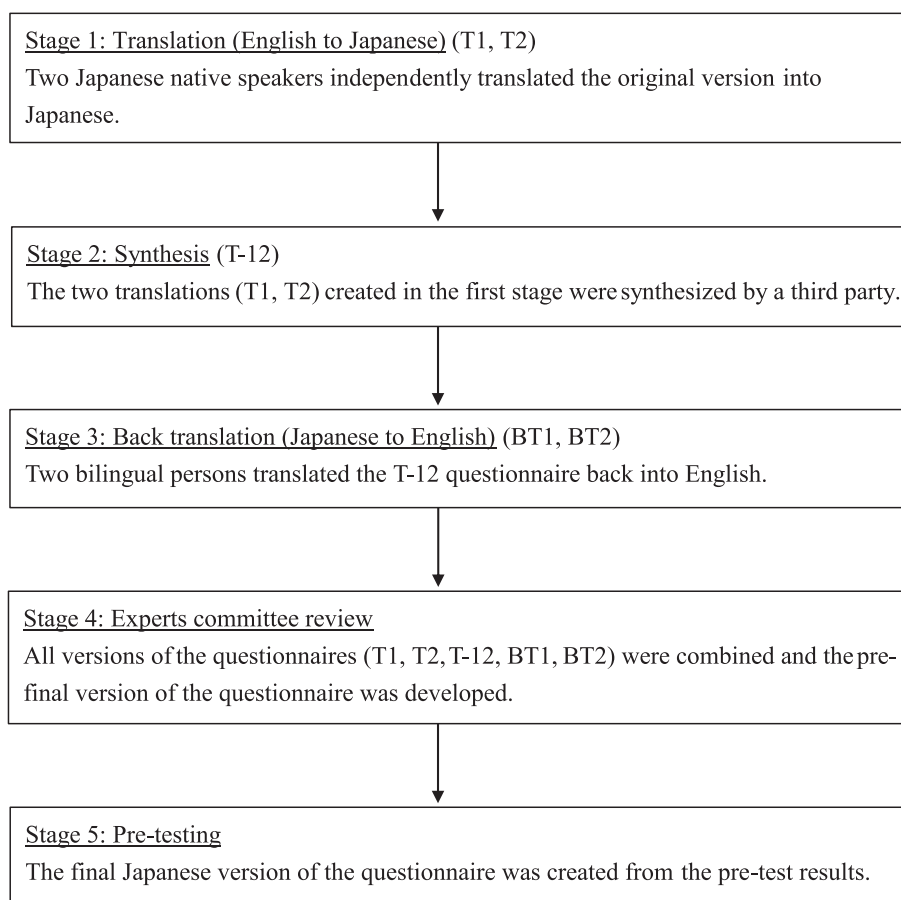 Stage 1: Translation (English to Japanese) (T1, T2)
Two Japanese native speakers independently translated the original version into
Japanese.
Stage 2: Synthesis (T-12)
The two translations (T1, T2) created in the first stage were synthesized by a third party.
Stage 3: Back translation (Japanese to English) (BT1, BT2)
Two bilingual persons translated the T-12 questionnaire back into English.
Stage 4: Experts committee review
All versions of the questionnaires (T1, T2, T-12, BT1, BT2) were combined and the pre-
final version of the questionnaire was developed.
Stage 5: Pre-testing
The final Japanese version of the questionnaire was created from the pre-test results.